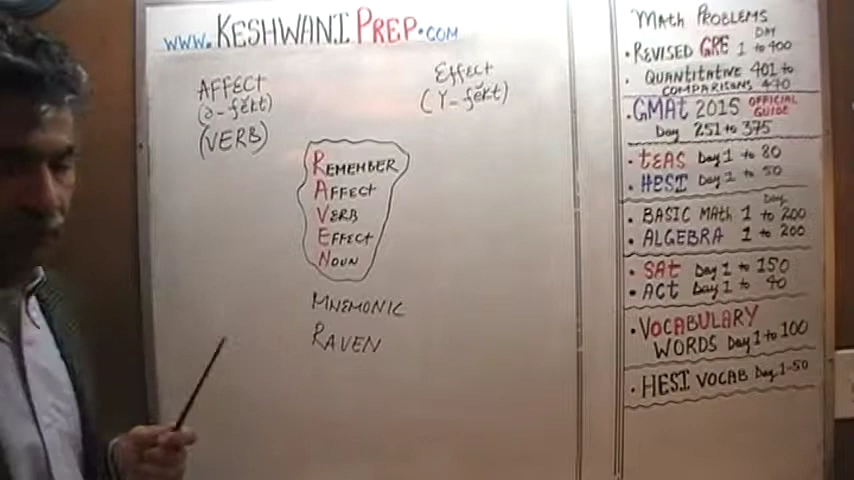 www.KESHWANI PREP.com
AFFECT
(ə-fĕkt)
(VERB)
Effect
(Y-fĕkt)
REMEMBER
AFFECT
VERB
EFFECT
NOUN
MNEMONIC
RAVEN
MATH PROBLEMS
DAY
• REVISED GRE 1 to 400
• QUANTITATIVE 401 to
COMPARISONS 470
• GMAT 2015 OFFICIAL GUIDE
Day 251 to 375
• TEAS Day 1 to 80
• HESI Day 1 to 50
Day
• BASIC MATH 1 to 200
• ALGEBRA 1 to 200
• SAT Day 1 to 150
• ACT Day 1 to 40
• VOCABULARY
WORDS Day 1 to 100
• HESI VOCAB Day 1-50